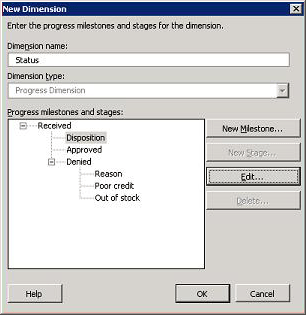 New Dimension
Enter the progress milestones and stages for the dimension.
Dimension name:
Status
Dimension type:
Progress Dimension
Progress milestones and stages:
Received
Disposition
Approved
Denied
Reason
Poor credit
Out of stock
New Milestone...
New Stage...
Edit...
Delete...
Help
OK
Cancel